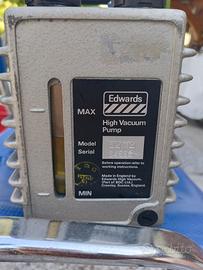 Edwards
High Vacuum
Pump
MAX
Model
Serial
Before operation refer to
working instructions.
Made in England by
Edwards High Vacuum,
(Part of BOC Ltd.)
Crawley, Sussex, England.
MIN